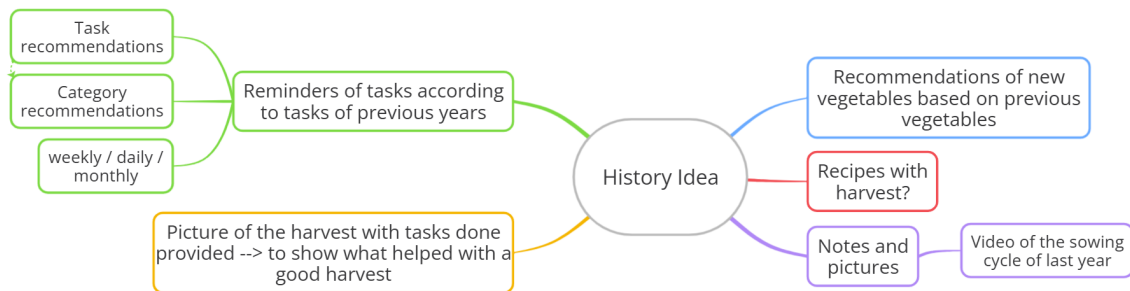 Task
recommendations
Category
recommendations
weekly / daily /
monthly
Reminders of tasks according
to tasks of previous years
Picture of the harvest with tasks done
provided --> to show what helped with a
good harvest
History Idea
Recommendations of new
vegetables based on previous
vegetables
Recipes with
harvest?
Notes and
pictures
Video of the sowing
cycle of last year